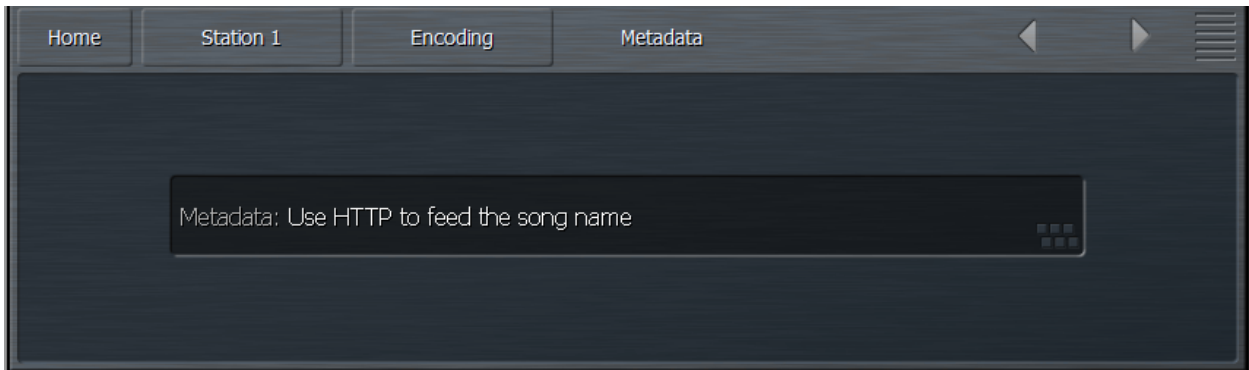 Home Station 1 Encoding Metadata
Metadata: Use HTTP to feed the song name